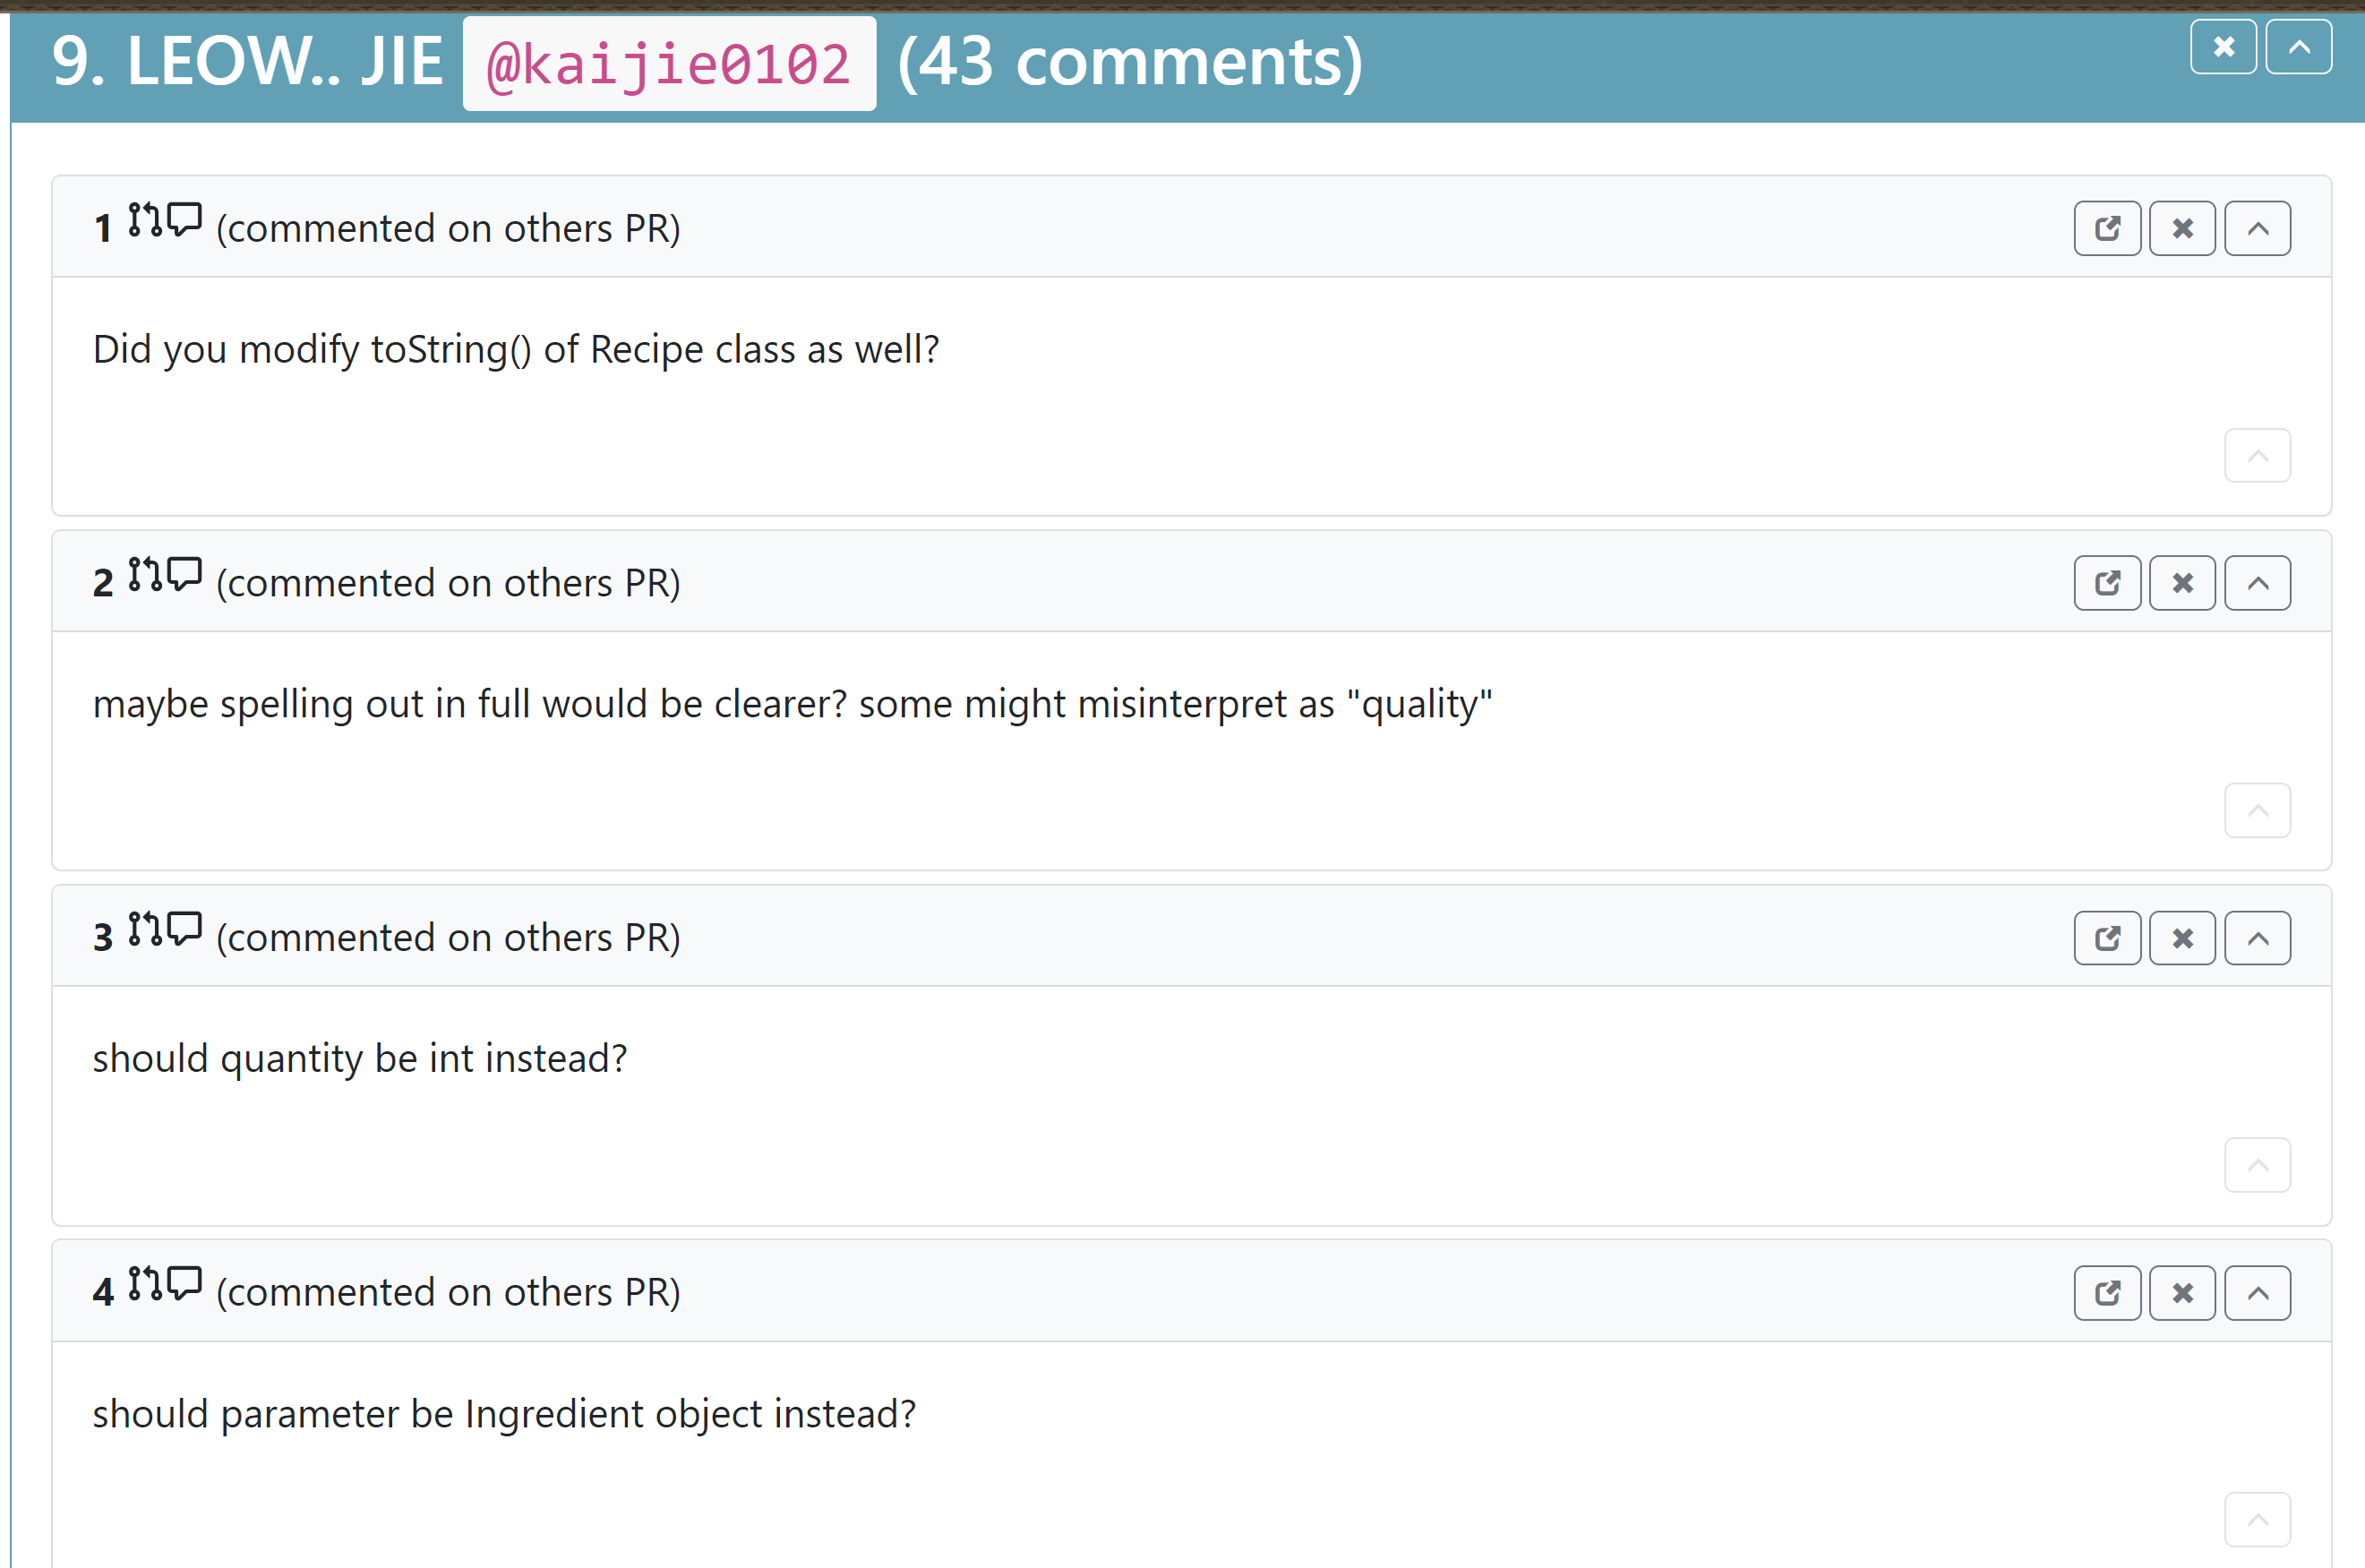 9. LEOW.. JIE @kaijie0102 (43 comments)
1 (commented on others PR)
Did you modify toString() of Recipe class as well?
2 (commented on others PR)
maybe spelling out in full would be clearer? some might misinterpret as "quality"
3 (commented on others PR)
should quantity be int instead?
4 (commented on others PR)
should parameter be Ingredient object instead?